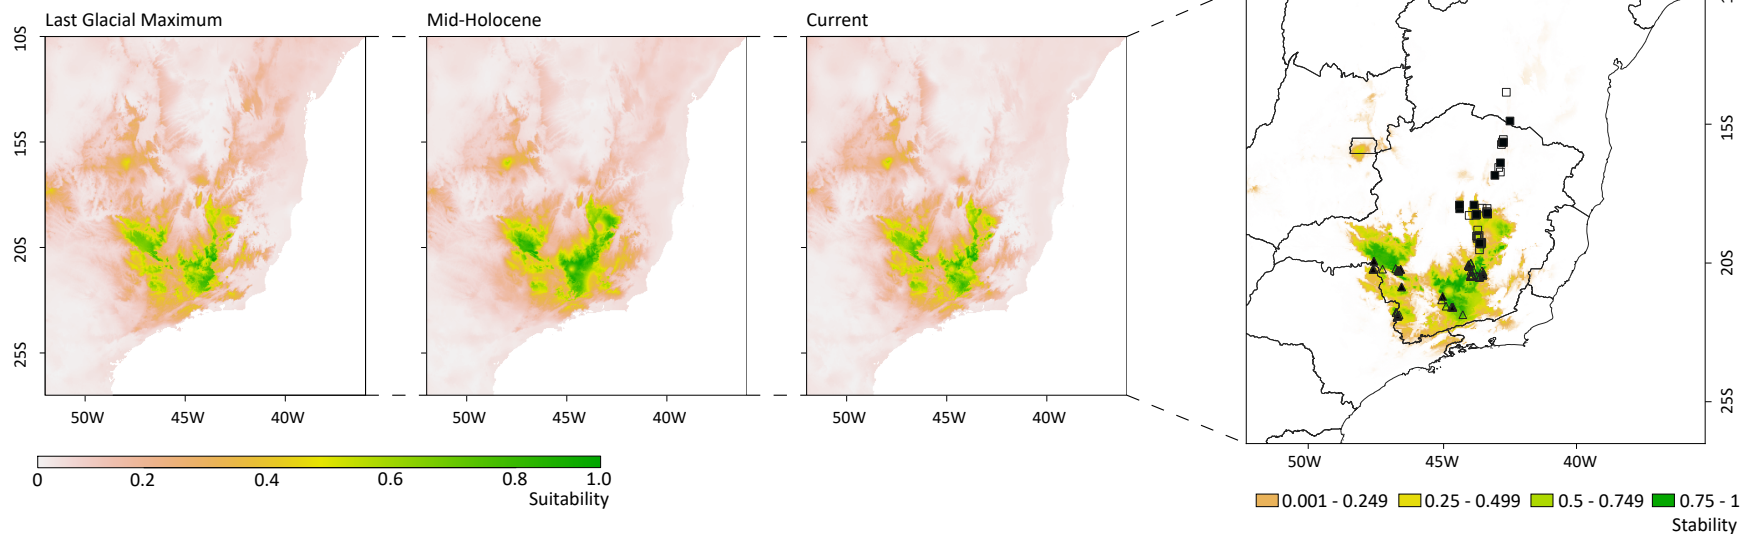 Last Glacial Maximum
Mid-Holocene
Current
10S
15S
20S
25S
50W 45W 40W
50W 45W 40W
50W 45W 40W
15S
20S
25S
50W 45W 40W
0 0.2 0.4 0.6 0.8 1.0
Suitability
0.001 - 0.249 0.25 - 0.499 0.5 - 0.749 0.75 - 1
Stability